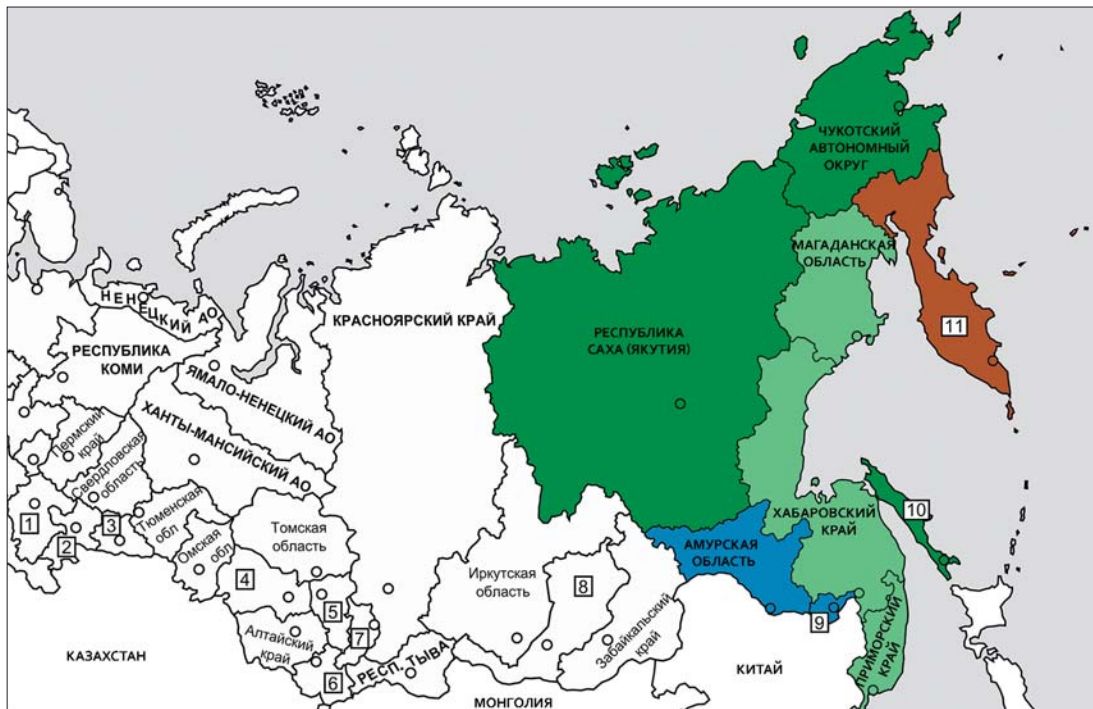 ЧУКОТСКИЙ
АВТОНОМНЫЙ
ОКРУГ
МАГАДАНСКАЯ
ОБЛАСТЬ
НЕНЕЦКИЙ АО
КРАСНОЯРСКИЙ КРАЙ
11
РЕСПУБЛИКА
САХА (ЯКУТИЯ)
РЕСПУБЛИКА
КОМИ
ЯМАЛО-НЕНЕЦКИЙ АО
ХАНТЫ-МАНСИЙСКИЙ АО
Пермский
край
Свердловская
область
1
2
3
Тюменская
обл
Омская обл
Томская
область
4
5
7
Алтайский
край
6
РЕСП. ТЫВА
Иркутская
область
8
Забайкальский
край
АМУРСКАЯ
ОБЛАСТЬ
ХАБАРОВСКИЙ
КРАЙ
10
9
ПРИМОРСКИЙ
КРАЙ
КАЗАХСТАН
МОНГОЛИЯ
КИТАЙ